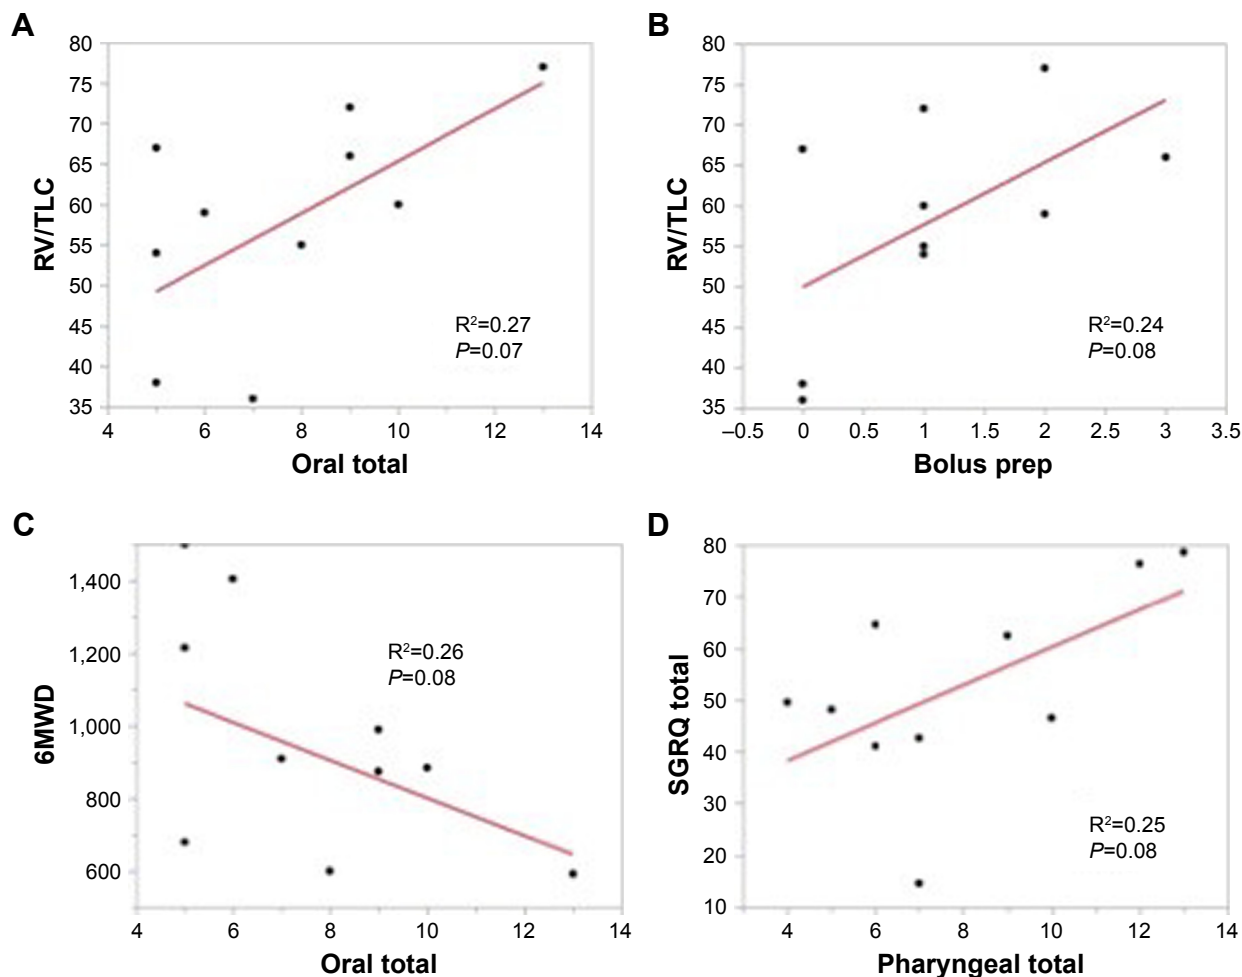 A
80
75
70
65
60
55
50
45
40
35
RV/TLC
R²=0.27
P=0.07
4 6 8 10 12 14
Oral total
B
80
75
70
65
60
55
50
45
40
35
RV/TLC
R²=0.24
P=0.08
–0.5 0 0.5 1 1.5 2 2.5 3 3.5
Bolus prep
C
1,400
1,200
1,000
800
600
6MWD
R²=0.26
P=0.08
4 6 8 10 12 14
Oral total
D
80
70
60
50
40
30
20
10
SGRQ total
R²=0.25
P=0.08
4 6 8 10 12 14
Pharyngeal total